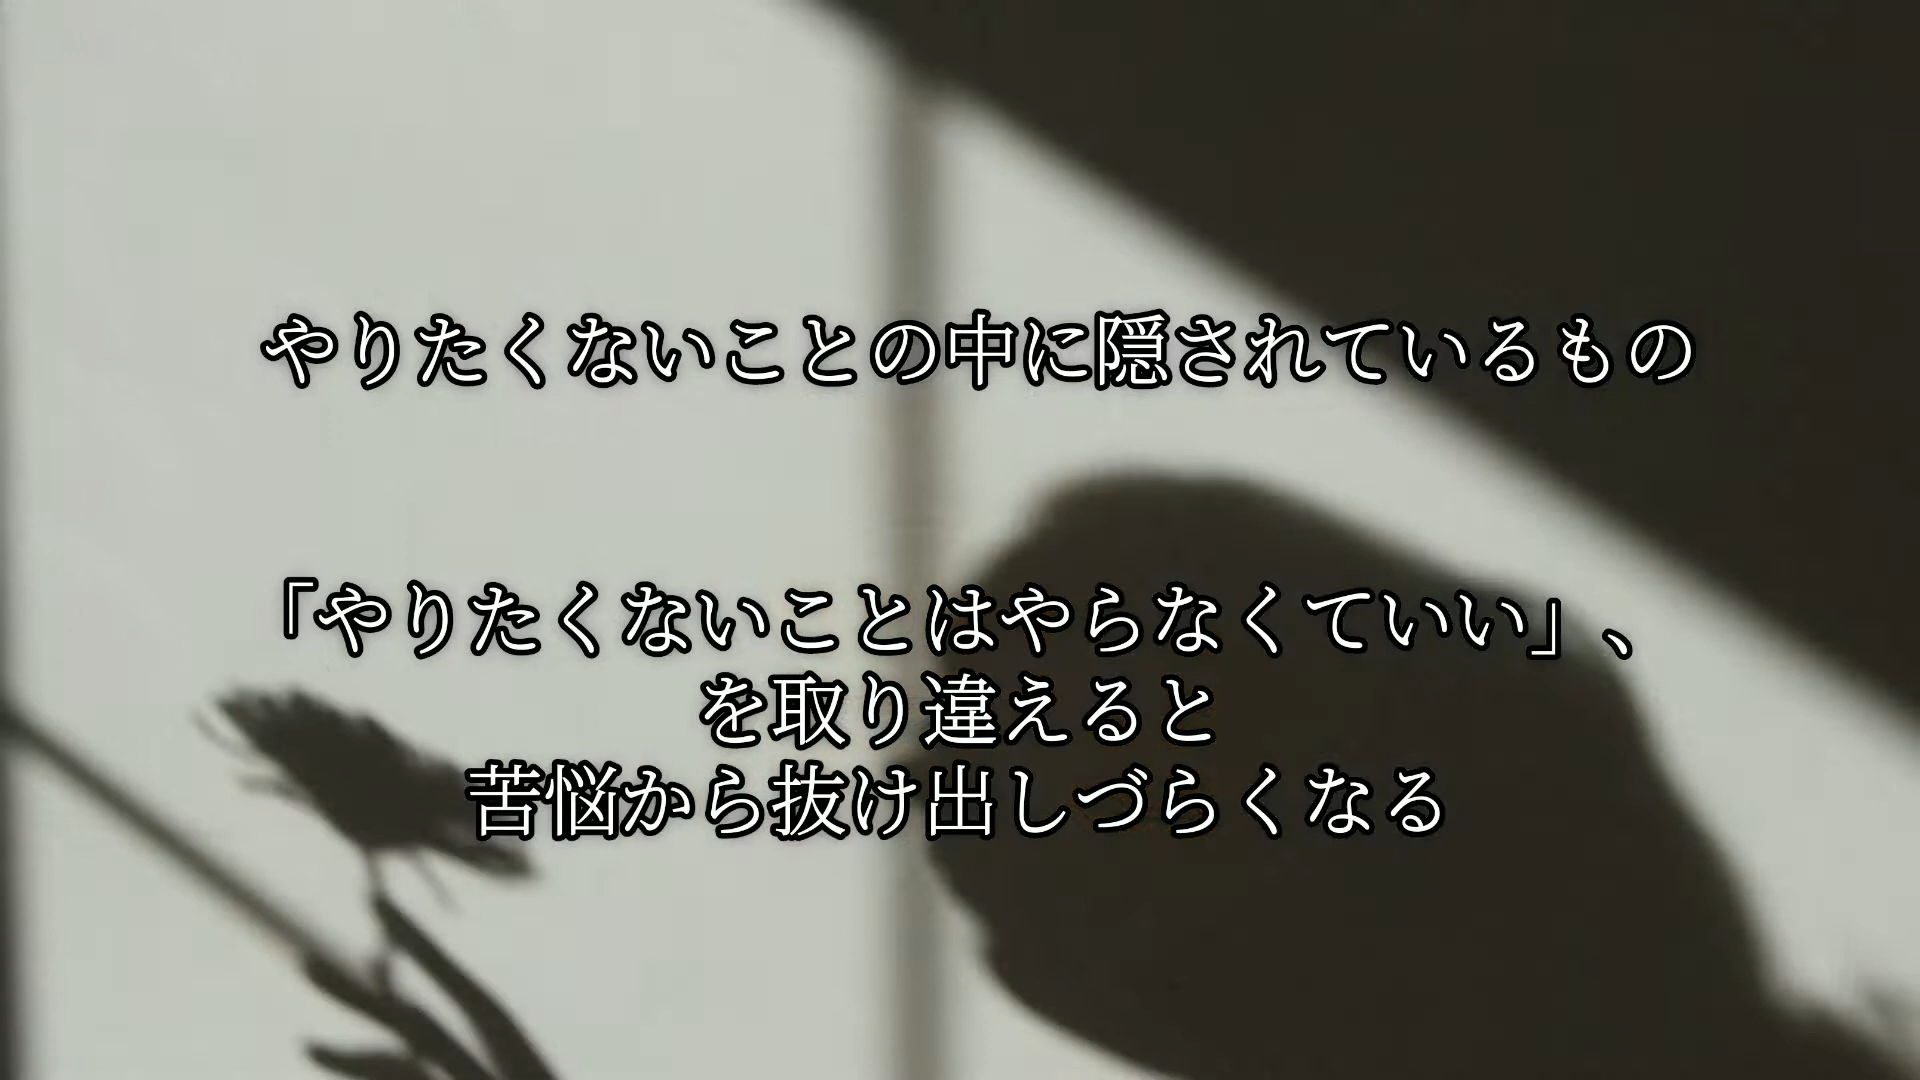 やりたくないことの中に隠されているもの
「やりたくないことはやらなくていい」、
を取り違えると
苦悩から抜け出しづらくなる